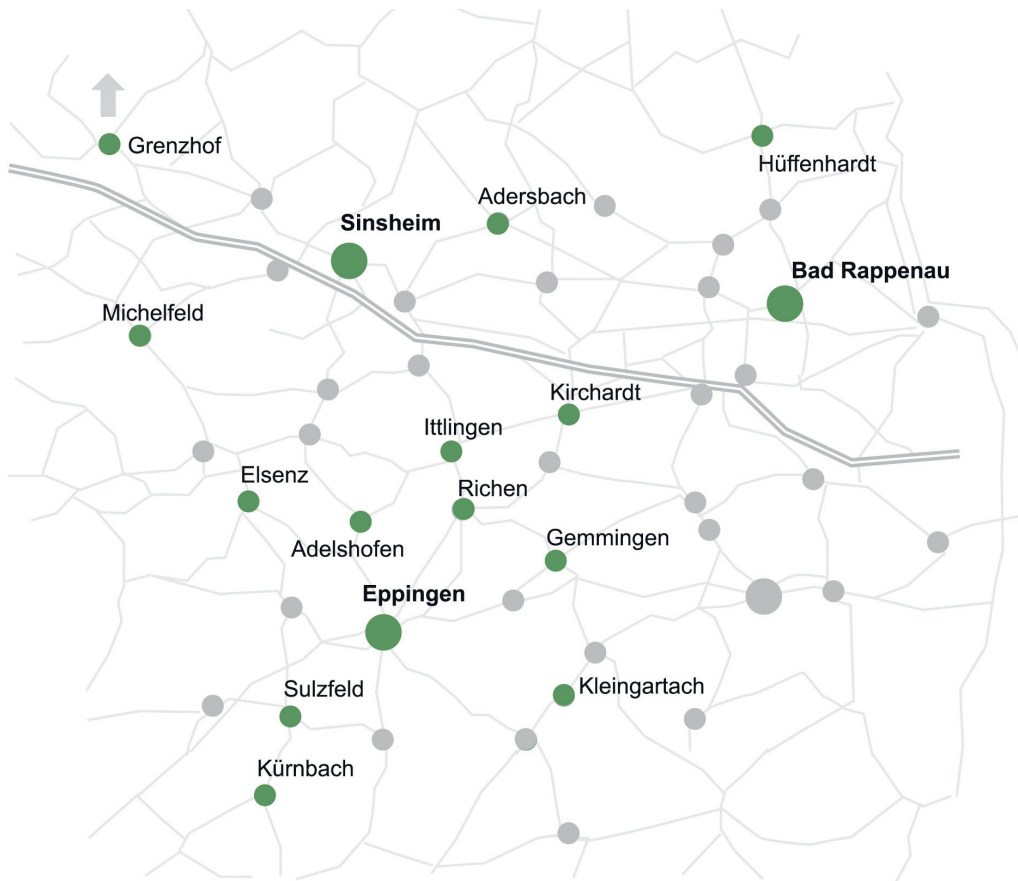 Grenzhof
Hüffenhardt
Adersbach
Sinsheim
Bad Rappenau
Michelfeld
Kirchardt
Ittlingen
Elsenz
Richen
Adelshofen
Gemmingen
Eppingen
Sulzfeld
Kleingartach
Kürnbach